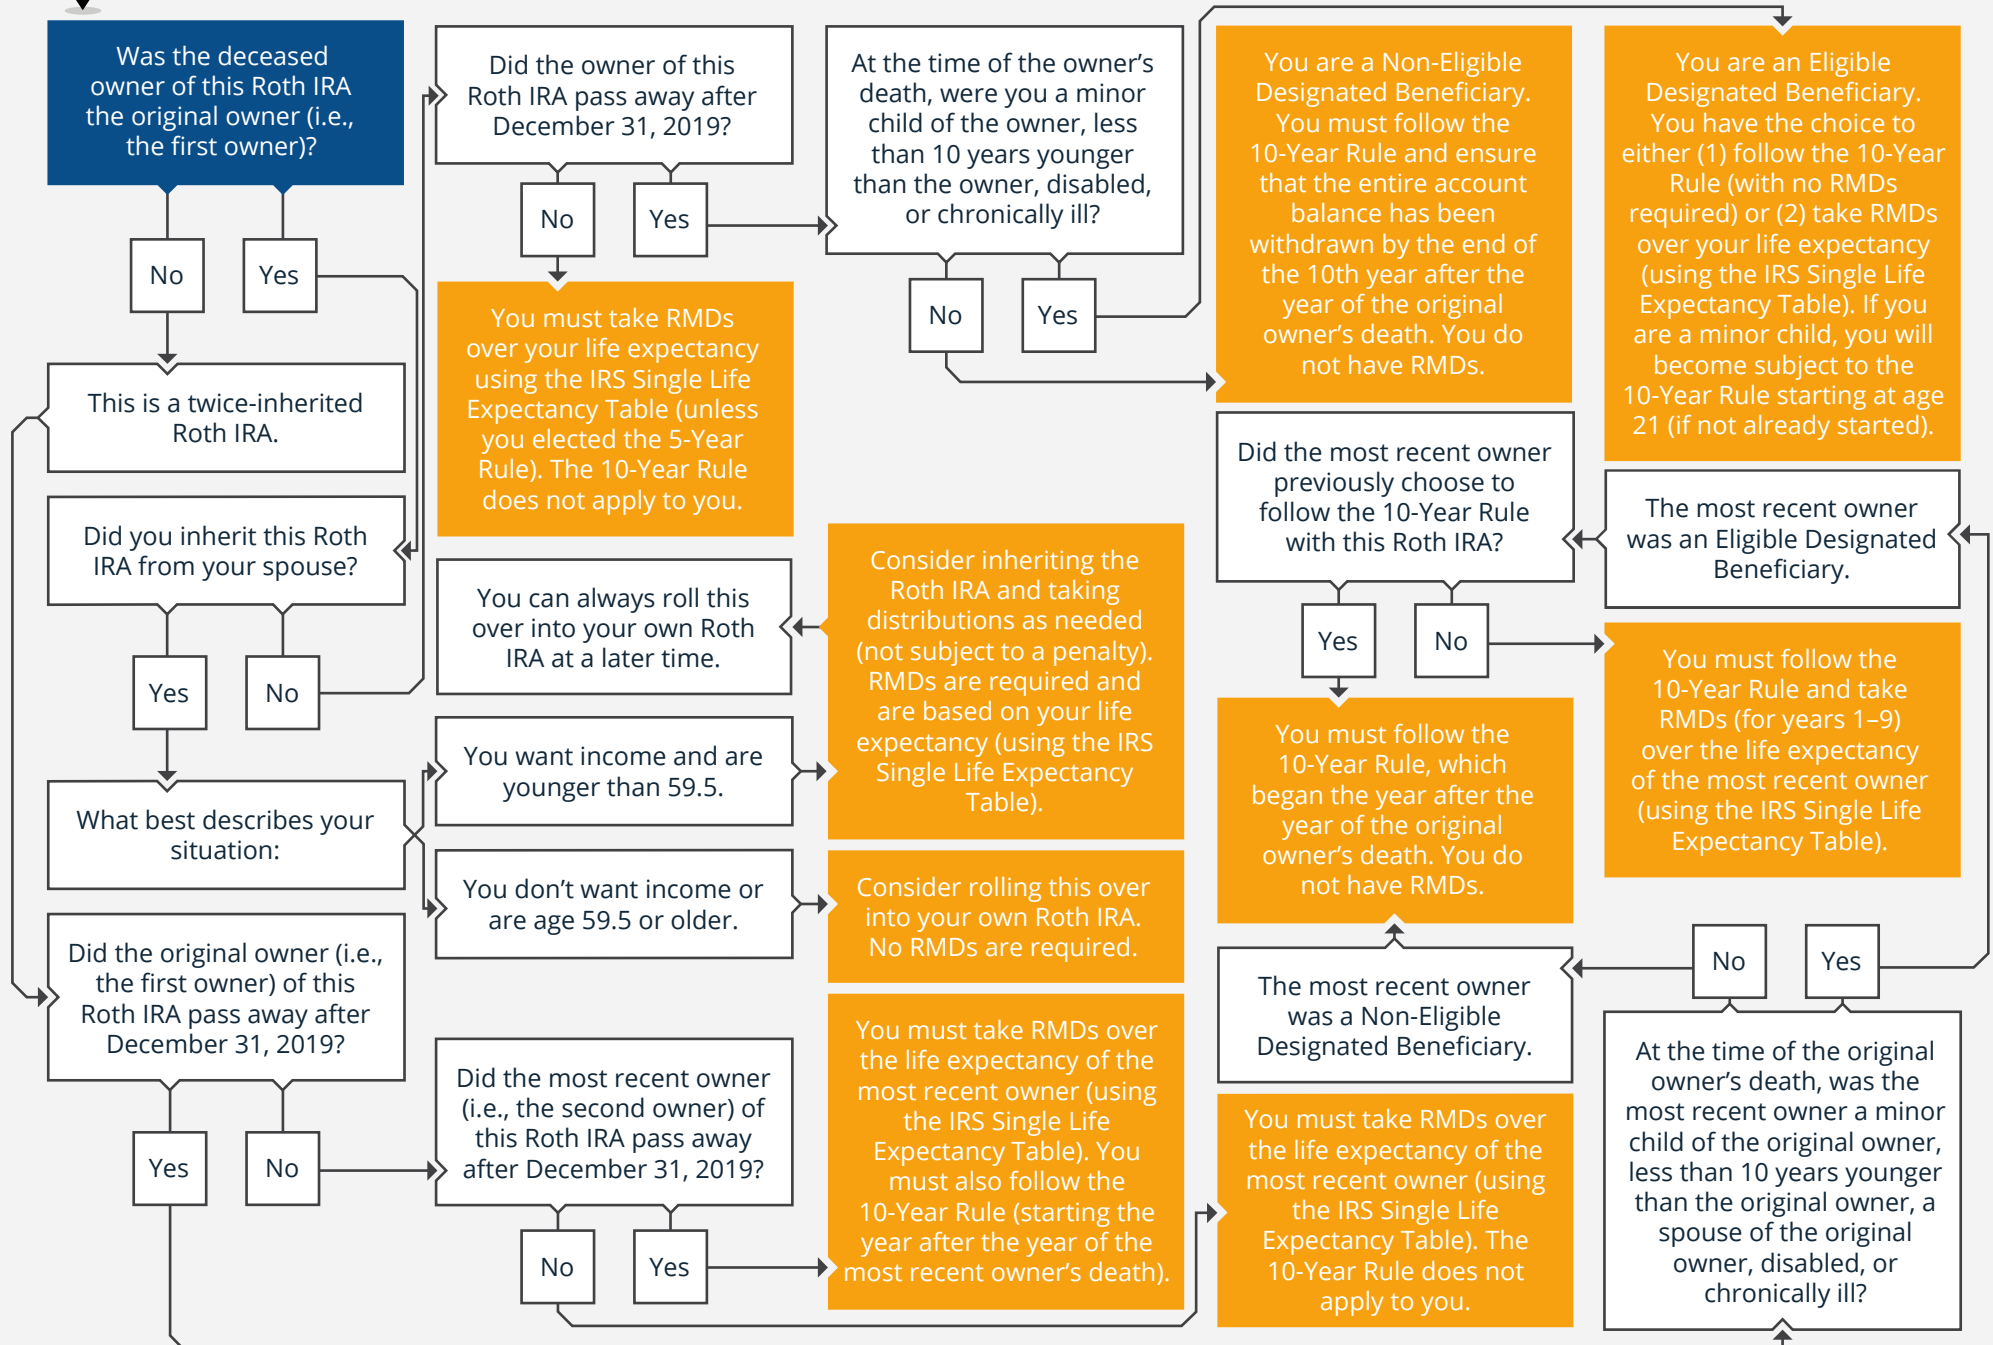 Was the deceased
owner of this Roth IRA
the original owner (i.e.,
the first owner)?
No
Yes
This is a twice-inherited
Roth IRA.
Did you inherit this Roth
IRA from your spouse?
Yes
No
What best describes your
situation:
Did the original owner (i.e.,
the first owner) of this
Roth IRA pass away after
December 31, 2019?
Yes
No
Did the owner of this
Roth IRA pass away after
December 31, 2019?
No
Yes
You must take RMDs
over your life expectancy
using the IRS Single Life
Expectancy Table (unless
you elected the 5-Year
Rule). The 10-Year Rule
does not apply to you.
You can always roll this
over into your own Roth
IRA at a later time.
You want income and are
younger than 59.5.
You don’t want income or
are age 59.5 or older.
Did the most recent owner
(i.e., the second owner) of
this Roth IRA pass away
after December 31, 2019?
No
Yes
At the time of the owner’s
death, were you a minor
child of the owner, less
than 10 years younger
than the owner, disabled,
or chronically ill?
No
Yes
Consider inheriting the
Roth IRA and taking
distributions as needed
(not subject to a penalty).
RMDs are required and
are based on your life
expectancy (using the IRS
Single Life Expectancy
Table).
Consider rolling this over
into your own Roth IRA.
No RMDs are required.
You must take RMDs over
the life expectancy of the
most recent owner (using
the IRS Single Life
Expectancy Table). You
must also follow the
10-Year Rule (starting the
year after the year of the
most recent owner’s death).
You are a Non-Eligible
Designated Beneficiary.
You must follow the
10-Year Rule and ensure
that the entire account
balance has been
withdrawn by the end of
the 10th year after the
year of the original
owner’s death. You do
not have RMDs.
Did the most recent owner
previously choose to
follow the 10-Year Rule
with this Roth IRA?
Yes
No
You must follow the
10-Year Rule, which
began the year after the
year of the original
owner’s death. You do
not have RMDs.
The most recent owner
was a Non-Eligible
Designated Beneficiary.
You must take RMDs over
the life expectancy of the
most recent owner (using
the IRS Single Life
Expectancy Table). The
10-Year Rule does not
apply to you.
You are an Eligible
Designated Beneficiary.
You have the choice to
either (1) follow the 10-Year
Rule (with no RMDs
required) or (2) take RMDs
over your life expectancy
(using the IRS Single Life
Expectancy Table). If you
are a minor child, you will
become subject to the
10-Year Rule starting at age
21 (if not already started).
The most recent owner
was an Eligible Designated
Beneficiary.
You must follow the
10-Year Rule and take
RMDs (for years 1–9)
over the life expectancy
of the most recent owner
(using the IRS Single Life
Expectancy Table).
No
Yes
At the time of the original
owner’s death, was the
most recent owner a minor
child of the original owner,
less than 10 years younger
than the original owner, a
spouse of the original
owner, disabled, or
chronically ill?